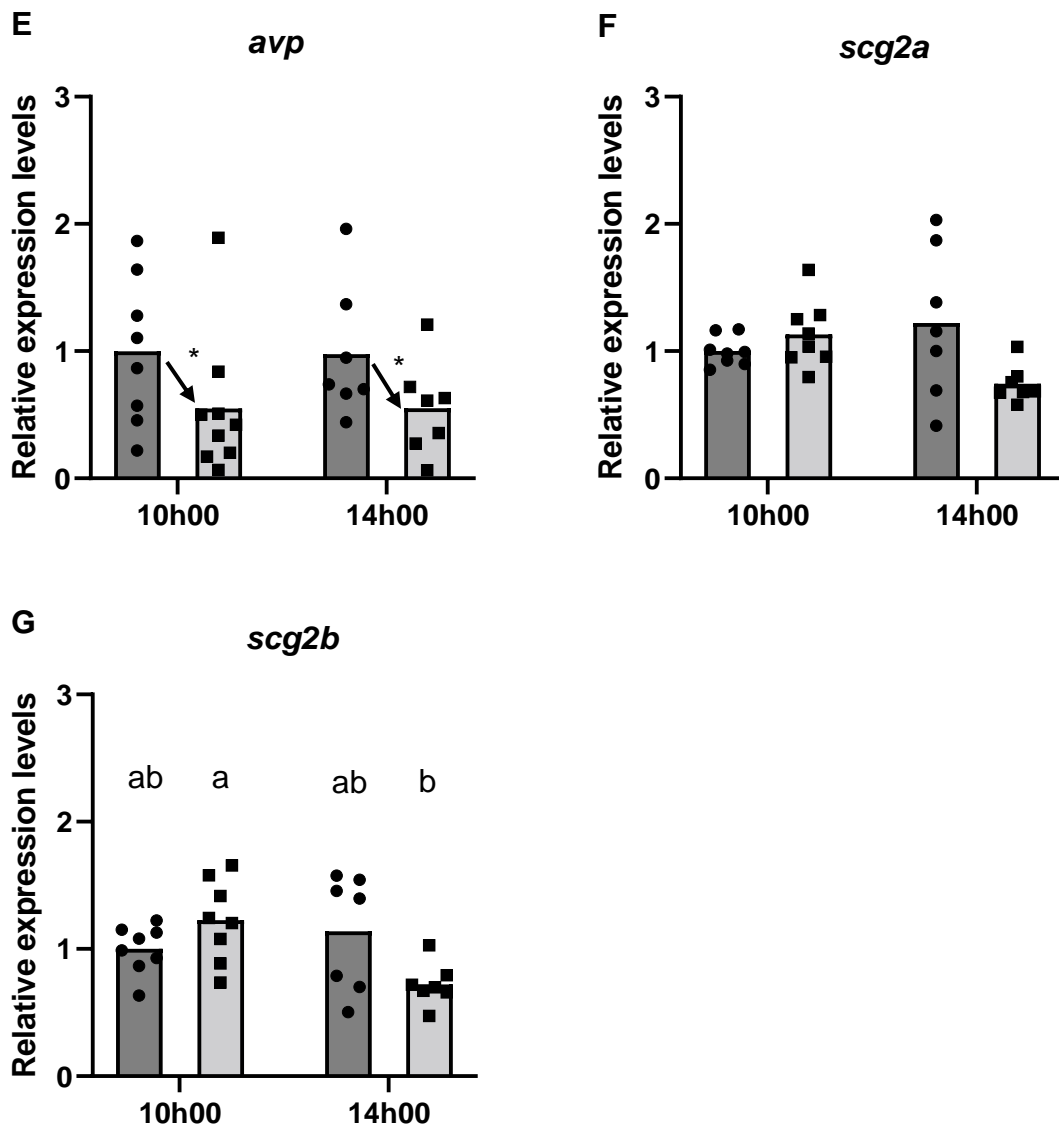 E
avp
Relative expression levels
3
2
1
0
*
*
10h00
14h00
F
scg2a
Relative expression levels
3
2
1
0
10h00
14h00
G
scg2b
Relative expression levels
3
2
1
0
ab
a
ab
b
10h00
14h00